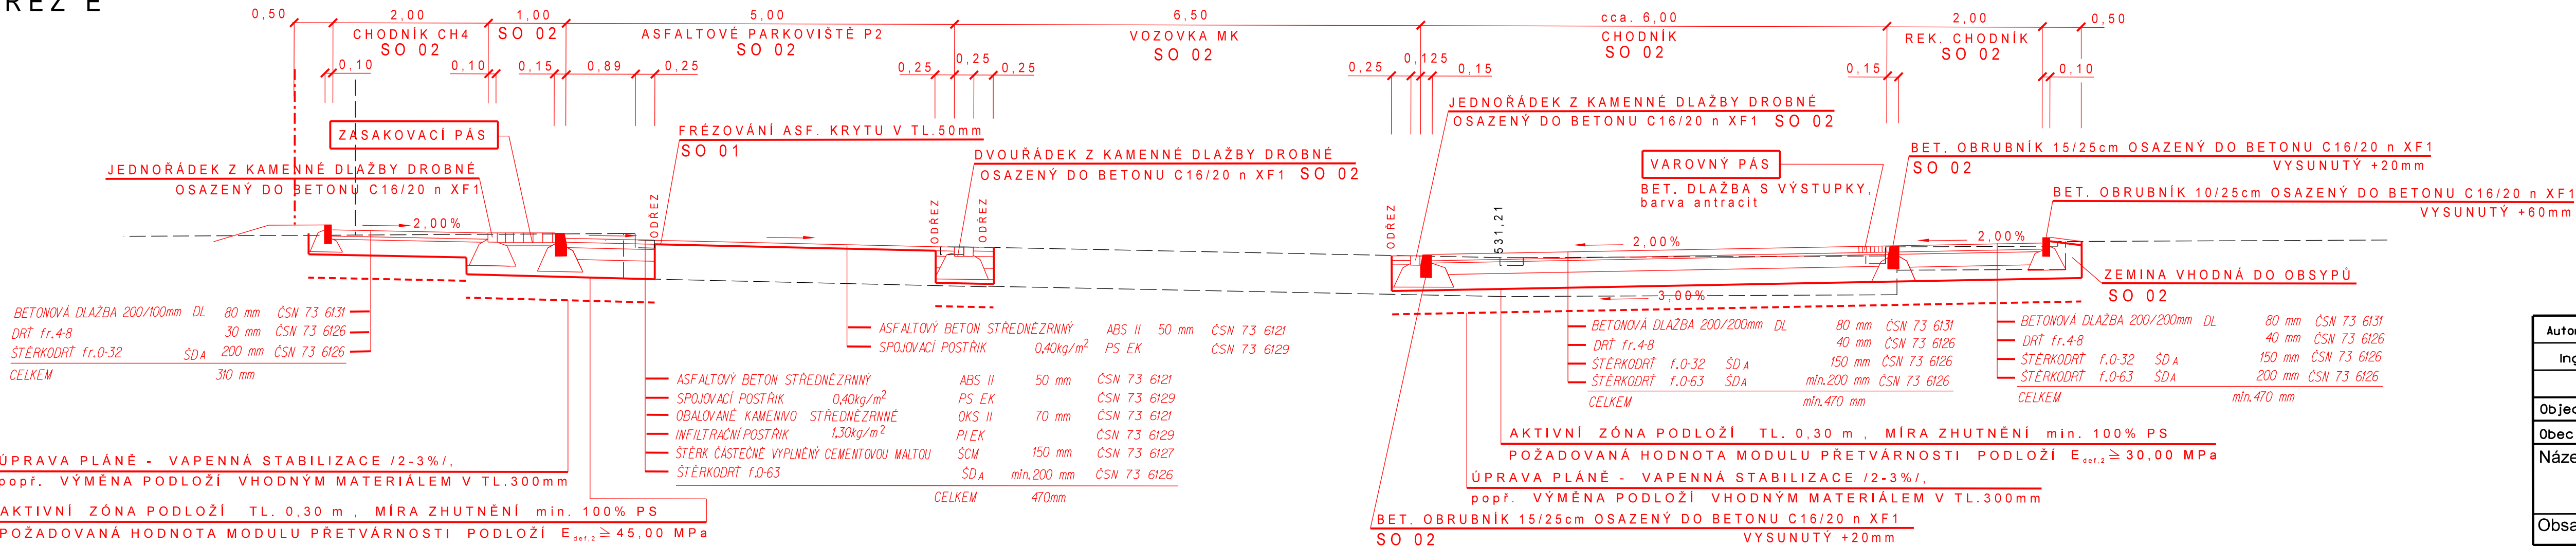 ŘEZ E
0,50
2,00
1,00
5,00
6,50
cca. 6,00
2,00
0,50
CHODNÍK CH4
SO 02
SO 02
ASFALTOVÉ PARKOVIŠTĚ P2
SO 02
VOZOVKA MK
SO 02
CHODNÍK
SO 02
REK. CHODNÍK
SO 02
0,10
0,10
0,15
0,89
0,25
0,25
0,25
0,25
0,25
0,125
0,15
0,15
0,10
ZASAKOVACÍ PÁS
JEDNOŘÁDEK Z KAMENNÉ DLAŽBY DROBNÉ
OSAZENÝ DO BETONU C16/20 n XF1
FRÉZOVÁNÍ ASF. KRYTU V TL.50mm
SO 01
DVOUŘÁDEK Z KAMENNÉ DLAŽBY DROBNÉ
OSAZENÝ DO BETONU C16/20 n XF1 SO 02
JEDNOŘÁDEK Z KAMENNÉ DLAŽBY DROBNÉ
OSAZENÝ DO BETONU C16/20 n XF1 SO 02
VAROVNÝ PÁS
BET. DLAŽBA S VÝSTUPKY,
barva antracit
BET. OBRUBNÍK 15/25cm OSAZENÝ DO BETONU C16/20 n XF1
SO 02
VYSUNUTÝ +20mm
BET. OBRUBNÍK 10/25cm OSAZENÝ DO BETONU C16/20 n XF1
VYSUNUTÝ +60mm
ODŘEZ
ODŘEZ
ODŘEZ
ODŘEZ
531,21
2,00%
2,00%
2,00%
3,00%
ZEMINA VHODNÁ DO OBSYPŮ
SO 02
BETONOVÁ DLAŽBA 200/100mm DL 80 mm ČSN 73 6131
DRŤ fr.4-8 30 mm ČSN 73 6126
ŠTĚRKODRŤ fr.0-32 ŠDA 200 mm ČSN 73 6126
CELKEM 310 mm
ASFALTOVÝ BETON STŘEDNĚZRNNÝ ABS II 50 mm ČSN 73 6121
SPOJOVACÍ POSTŘIK 0,40kg/m2 PS EK ČSN 73 6129
ASFALTOVÝ BETON STŘEDNĚZRNNÝ ABS II 50 mm ČSN 73 6121
SPOJOVACÍ POSTŘIK 0,40kg/m2 PS EK ČSN 73 6129
OBALOVANÉ KAMENIVO STŘEDNĚZRNNÉ OKS II 70 mm ČSN 73 6121
INFILTRAČNÍ POSTŘIK 1,30kg/m2 PI EK ČSN 73 6129
ŠTĚRK ČÁSTEČNĚ VYPLNĚNÝ CEMENTOVOU MALTOU ŠCM 150 mm ČSN 73 6127
ŠTĚRKODRŤ f.0-63 ŠDA min.200 mm ČSN 73 6126
CELKEM 470mm
BETONOVÁ DLAŽBA 200/200mm DL 80 mm ČSN 73 6131
DRŤ fr.4-8 40 mm ČSN 73 6126
ŠTĚRKODRŤ f.0-32 ŠDA 150 mm ČSN 73 6126
ŠTĚRKODRŤ f.0-63 ŠDA min.200 mm ČSN 73 6126
CELKEM min.470 mm
BETONOVÁ DLAŽBA 200/200mm DL 80 mm ČSN 73 6131
DRŤ fr.4-8 40 mm ČSN 73 6126
ŠTĚRKODRŤ f.0-32 ŠDA 150 mm ČSN 73 6126
ŠTĚRKODRŤ f.0-63 ŠDA 200 mm ČSN 73 6126
CELKEM min.470 mm
ÚPRAVA PLÁNĚ - VAPENNÁ STABILIZACE /2-3%/,
popř. VÝMĚNA PODLOŽÍ VHODNÝM MATERIÁLEM V TL.300mm
AKTIVNÍ ZÓNA PODLOŽÍ TL. 0,30 m , MÍRA ZHUTNĚNÍ min. 100% PS
POŽADOVANÁ HODNOTA MODULU PŘETVÁRNOSTI PODLOŽÍ Edef,2 ≥ 45,00 MPa
AKTIVNÍ ZÓNA PODLOŽÍ TL. 0,30 m , MÍRA ZHUTNĚNÍ min. 100% PS
POŽADOVANÁ HODNOTA MODULU PŘETVÁRNOSTI PODLOŽÍ Edef,2 ≥ 30,00 MPa
ÚPRAVA PLÁNĚ - VAPENNÁ STABILIZACE /2-3%/,
popř. VÝMĚNA PODLOŽÍ VHODNÝM MATERIÁLEM V TL.300mm
BET. OBRUBNÍK 15/25cm OSAZENÝ DO BETONU C16/20 n XF1
SO 02
VYSUNUTÝ +20mm
Autor
Ing
Objec
Obec
Náze
Obsa